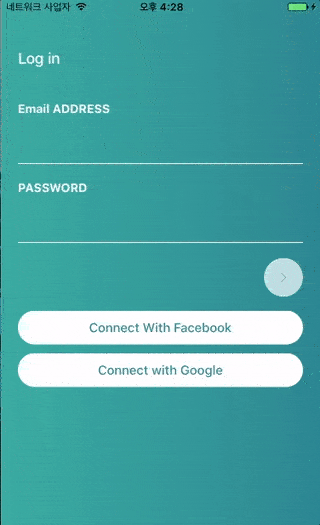 네트워크 사업자 오후 4:28
Log in
Email ADDRESS
PASSWORD
Connect With Facebook
Connect with Google